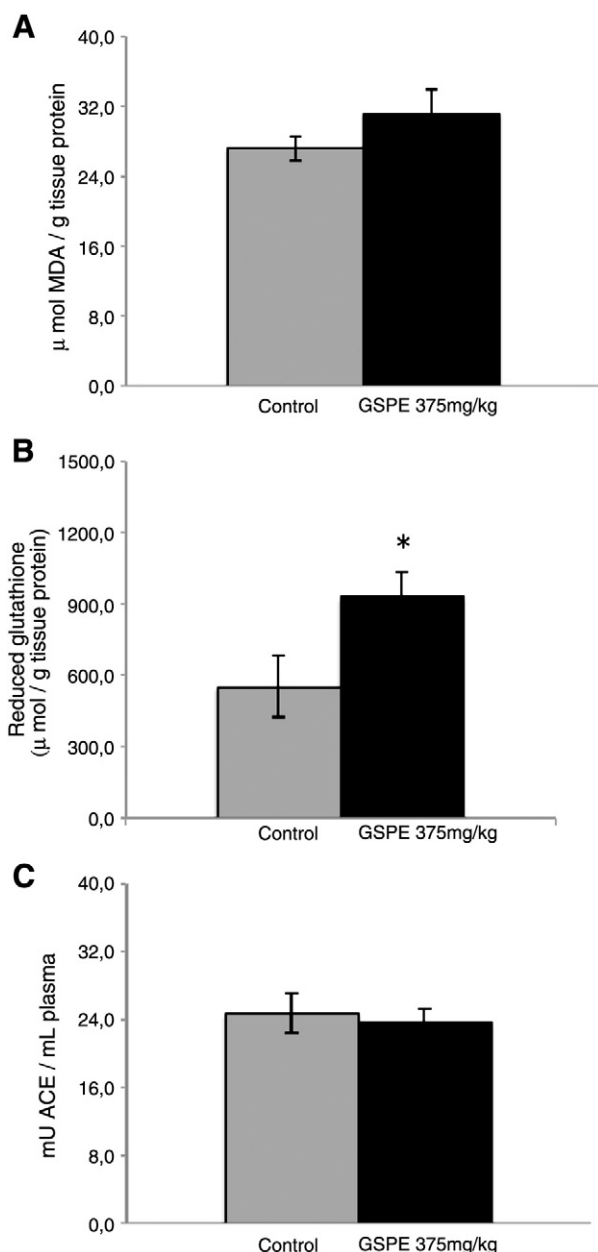 A
μ mol MDA / g tissue protein
40,0
32,0
24,0
16,0
8,0
0,0
Control GSPE 375mg/kg
B
Reduced glutathione
(μ mol / g tissue protein)
1500,0
1200,0
900,0
600,0
300,0
0,0
*
Control GSPE 375mg/kg
C
mU ACE / mL plasma
40,0
32,0
24,0
16,0
8,0
0,0
Control GSPE 375mg/kg